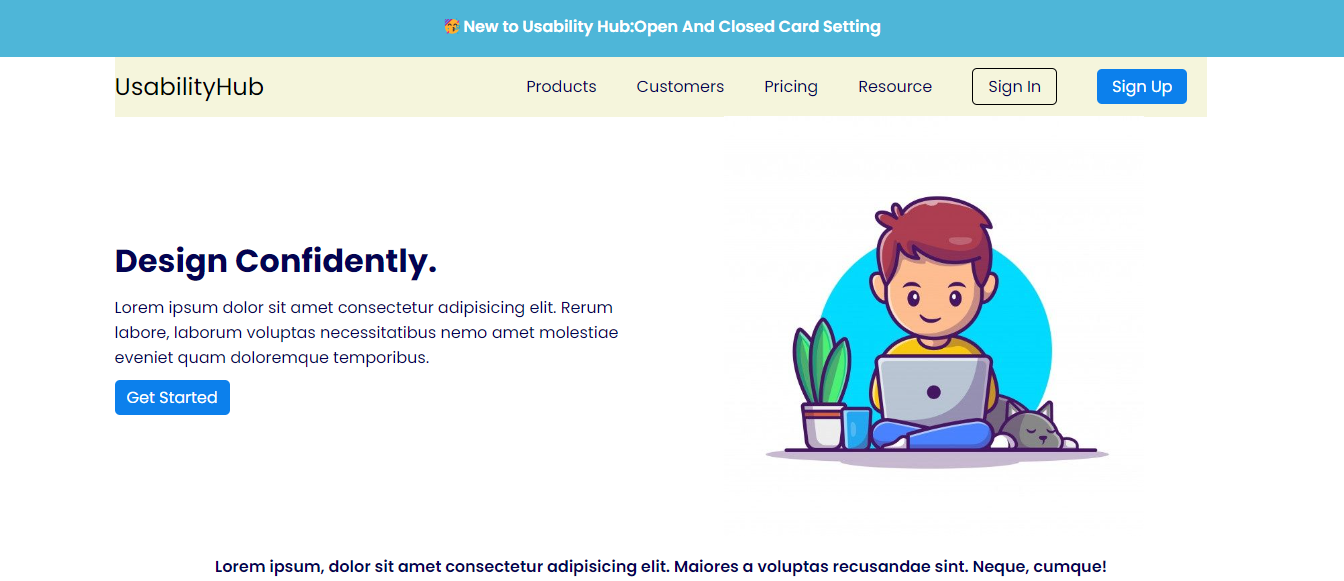 🥳 New to Usability Hub:Open And Closed Card Setting
UsabilityHub Products Customers Pricing Resource Sign In Sign Up
Design Confidently.
Lorem ipsum dolor sit amet consectetur adipisicing elit. Rerum
labore, laborum voluptas necessitatibus nemo amet molestiae
eveniet quam doloremque temporibus.
Get Started
Lorem ipsum, dolor sit amet consectetur adipisicing elit. Maiores a voluptas recusandae sint. Neque, cumque!